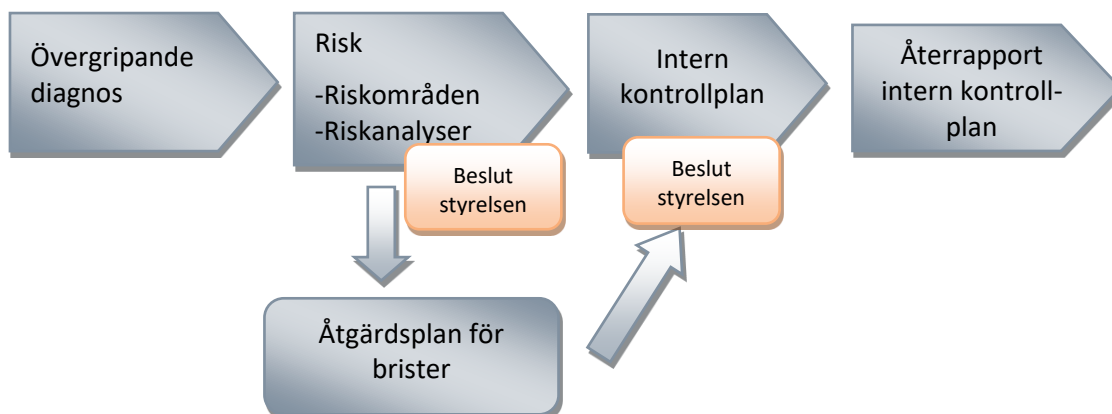 Övergripande
diagnos
Risk
-Riskområden
-Riskanalyser
Beslut
styrelsen
Intern
kontrollplan
Beslut
styrelsen
Återrapport
intern kontroll-
plan
Åtgärdsplan för
brister